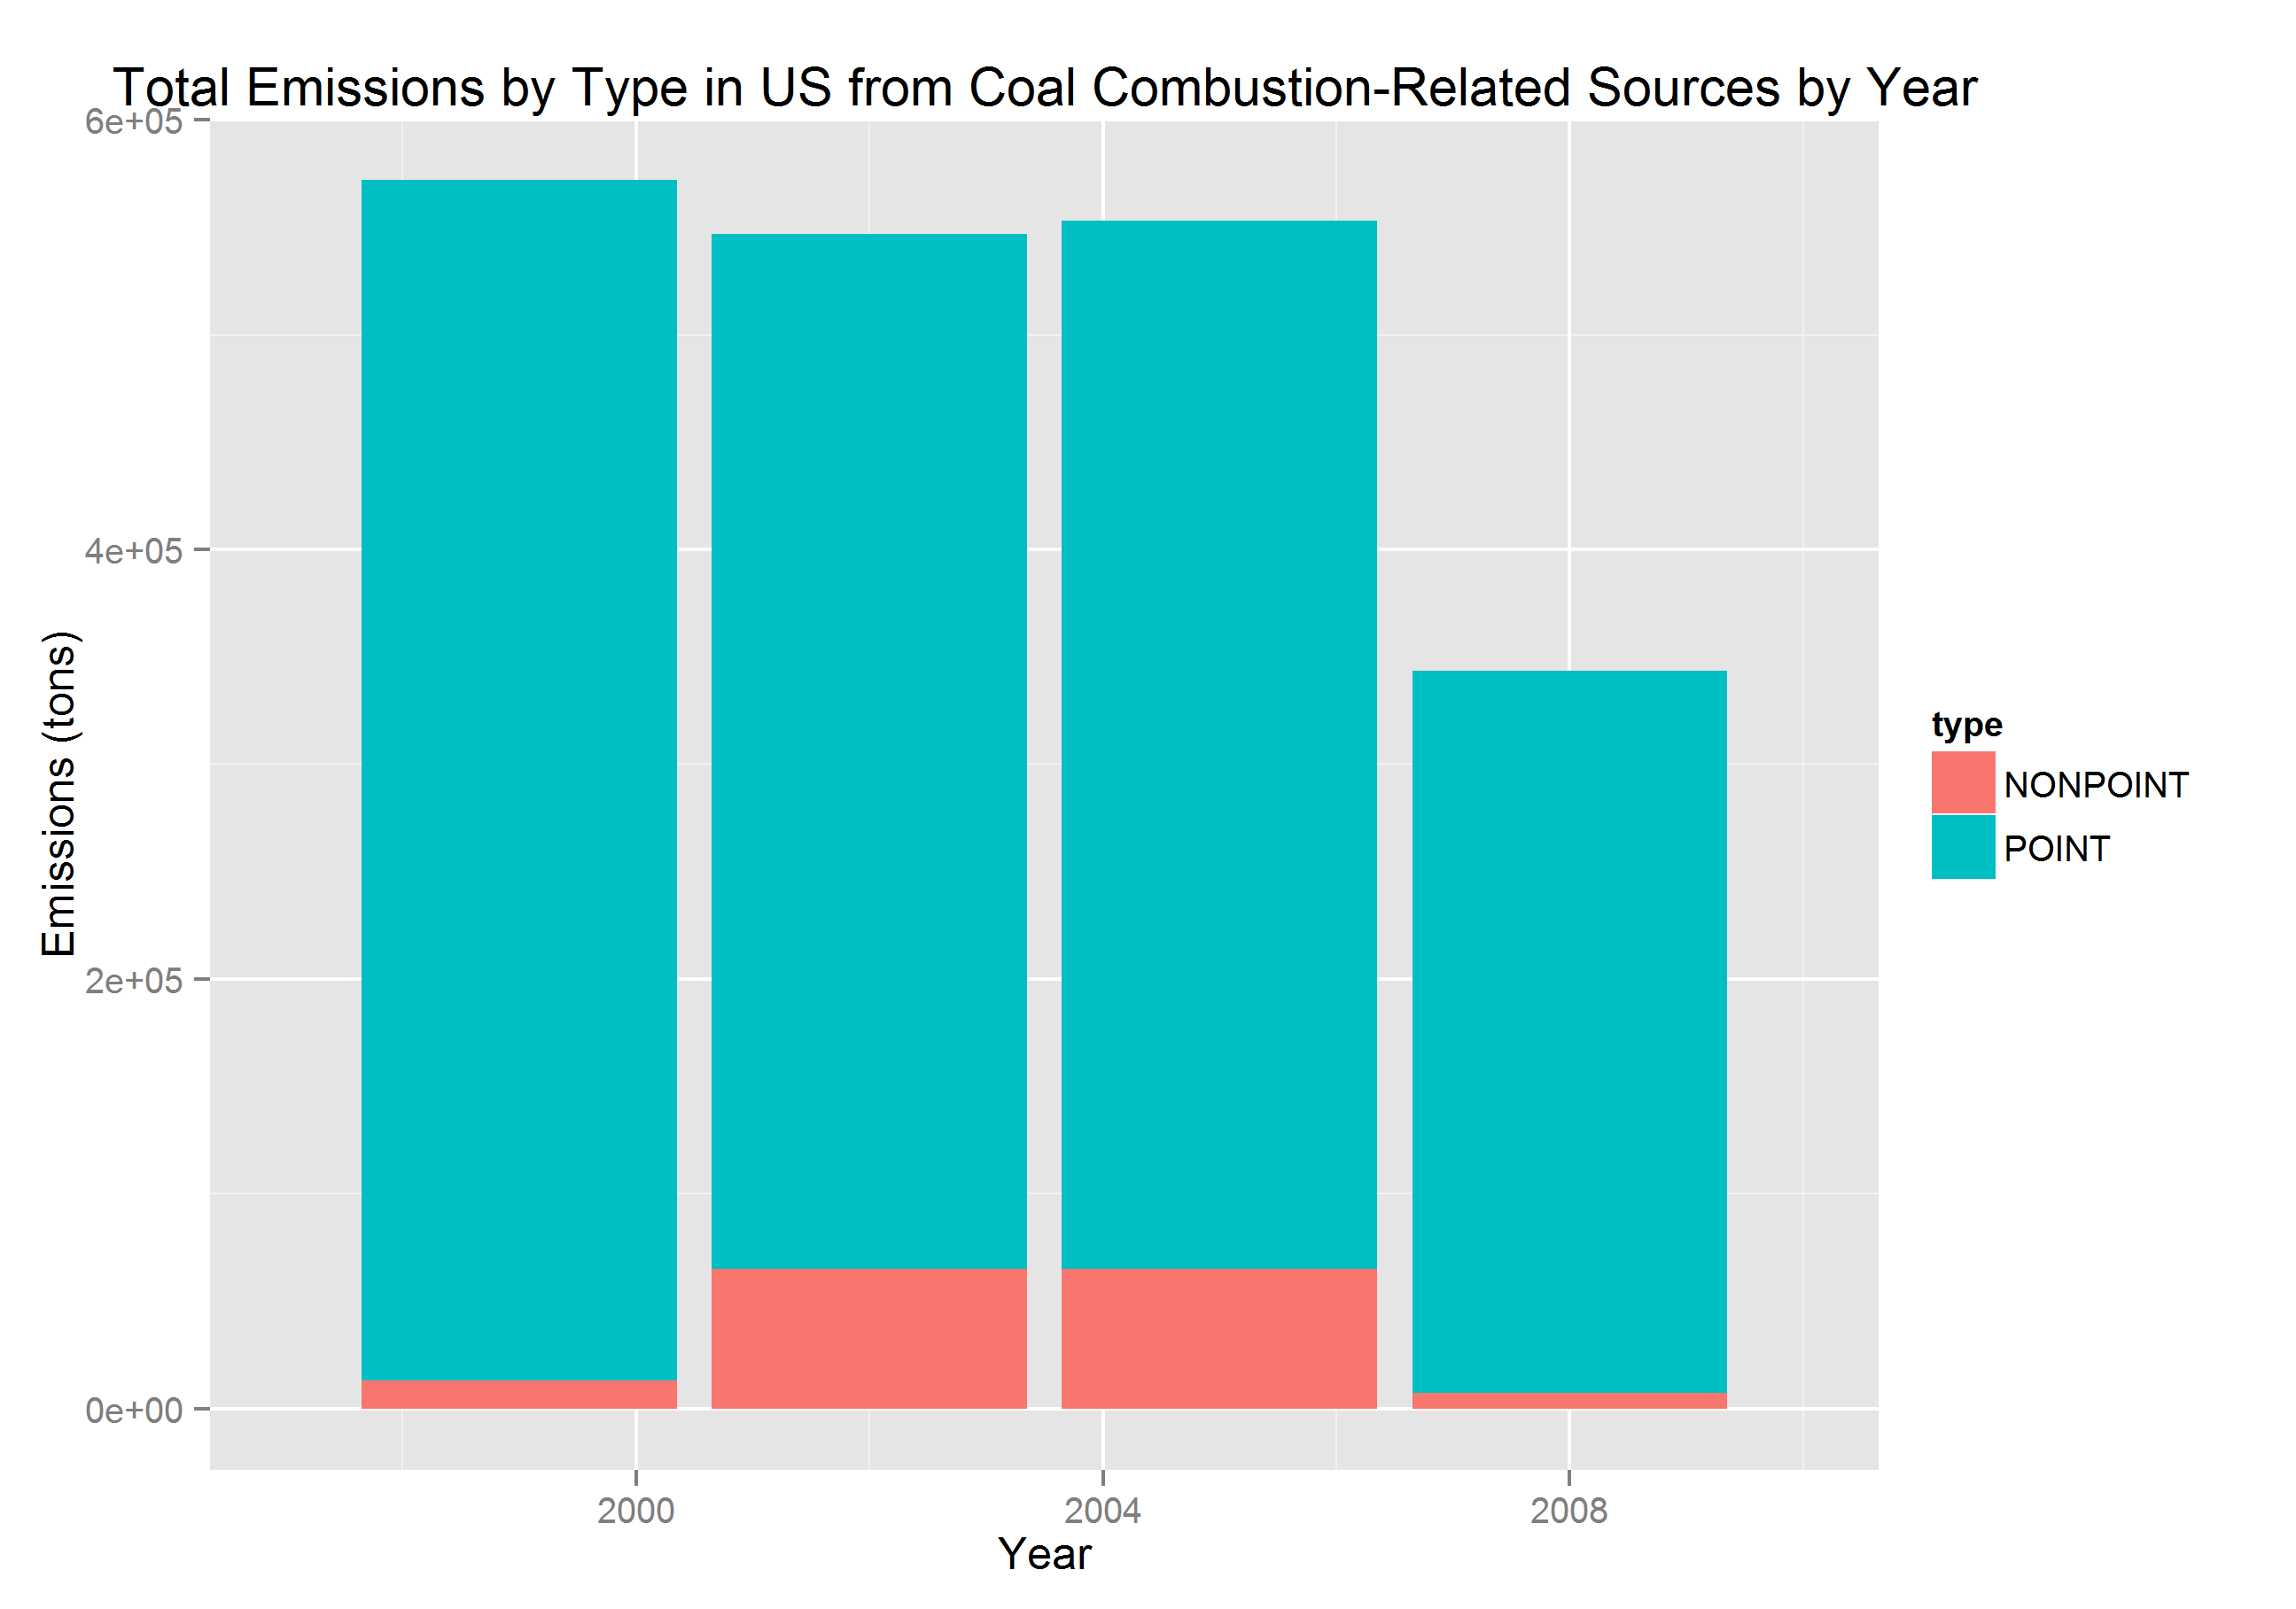 Total Emissions by Type in US from Coal Combustion-Related Sources by Year
6e+05
4e+05
2e+05
0e+00
Emissions (tons)
2000
2004
2008
Year
type
NONPOINT
POINT